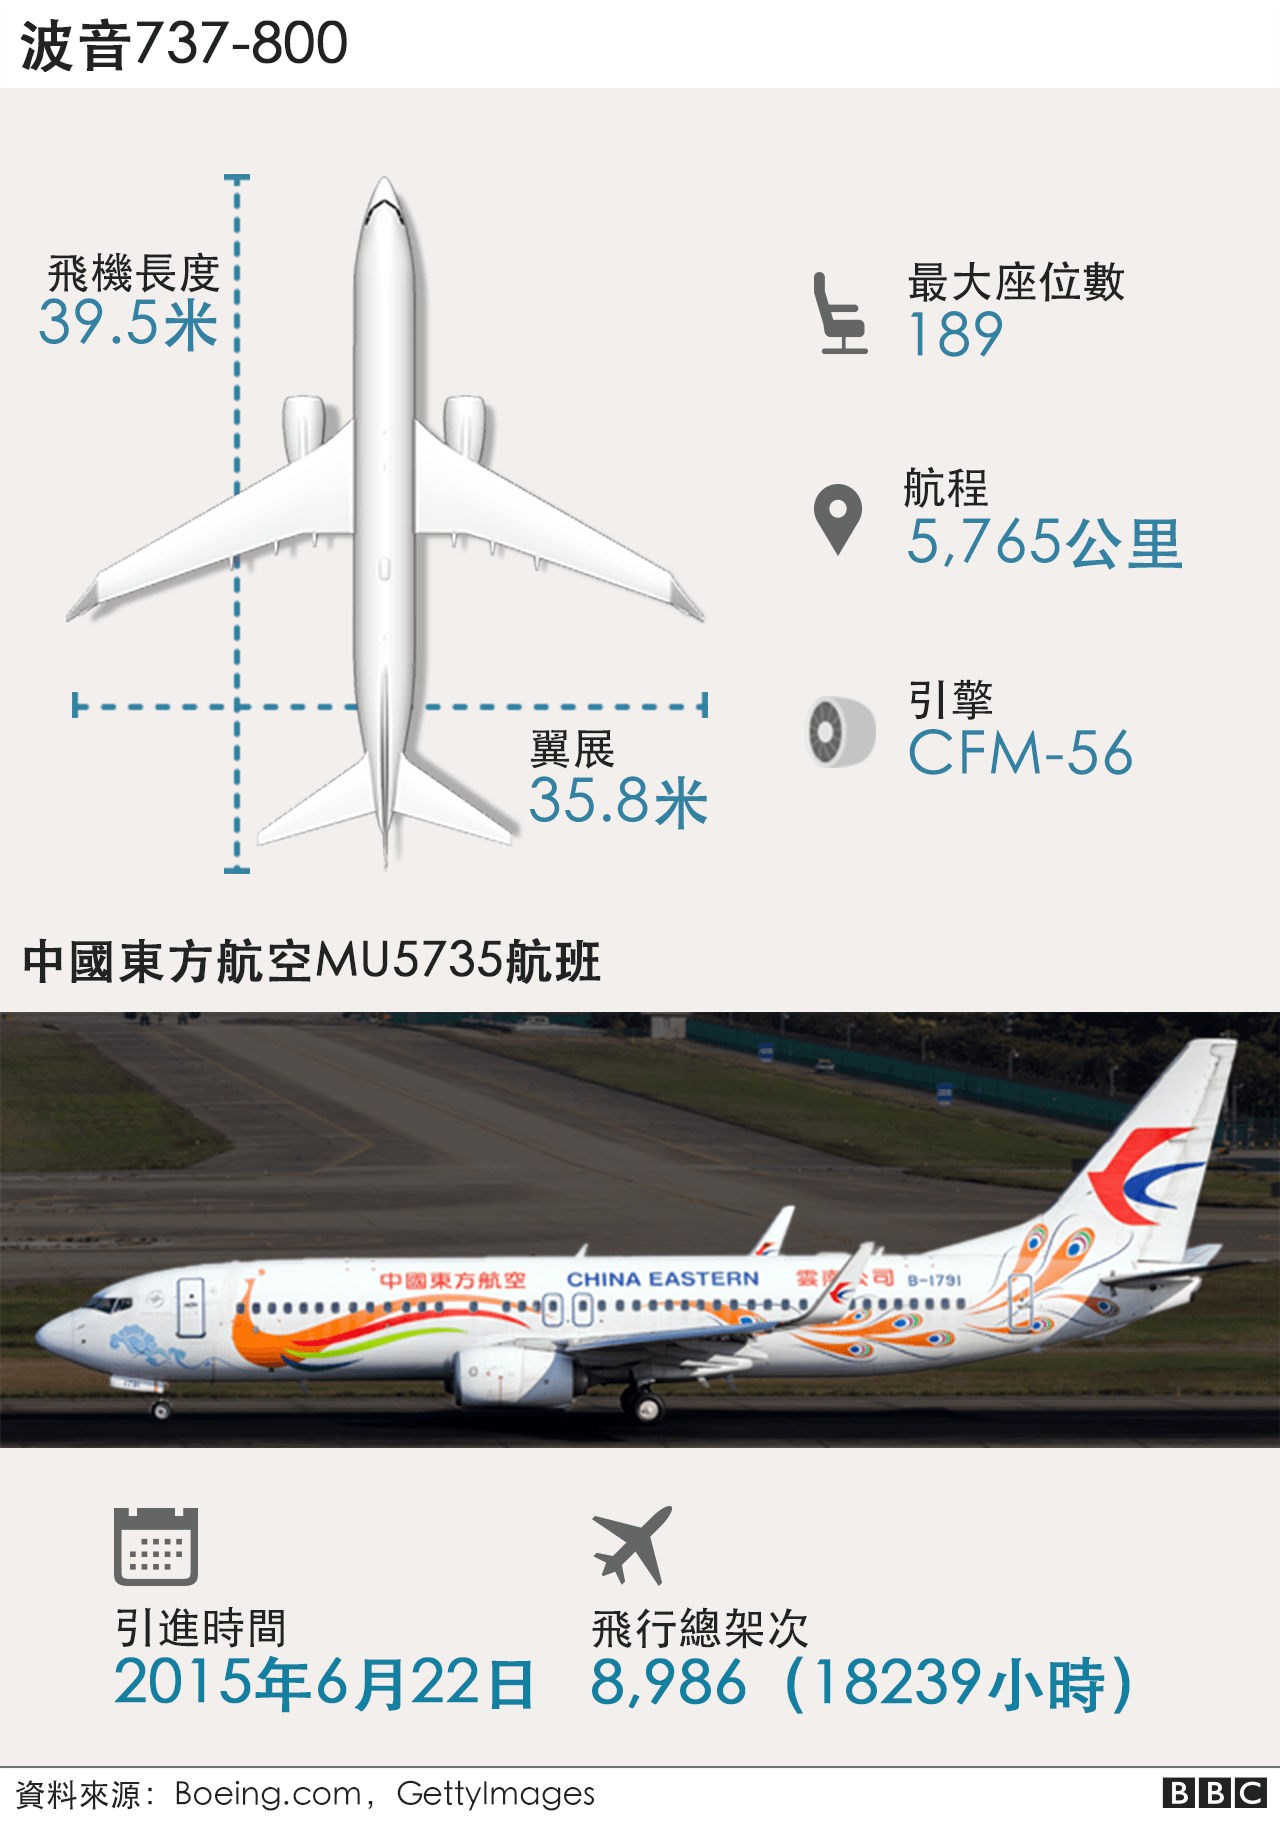 波音737-800
飛機長度
39.5米
最大座位數
189
航程
5,765公里
引擎
CFM-56
翼展
35.8米
中國東方航空MU5735航班
中國東方航空 CHINA EASTERN 雲南公司 B-1791
1791
引進時間
2015年6月22日
飛行總架次
8,986（18239小時）
資料來源：Boeing.com，GettyImages
BBC